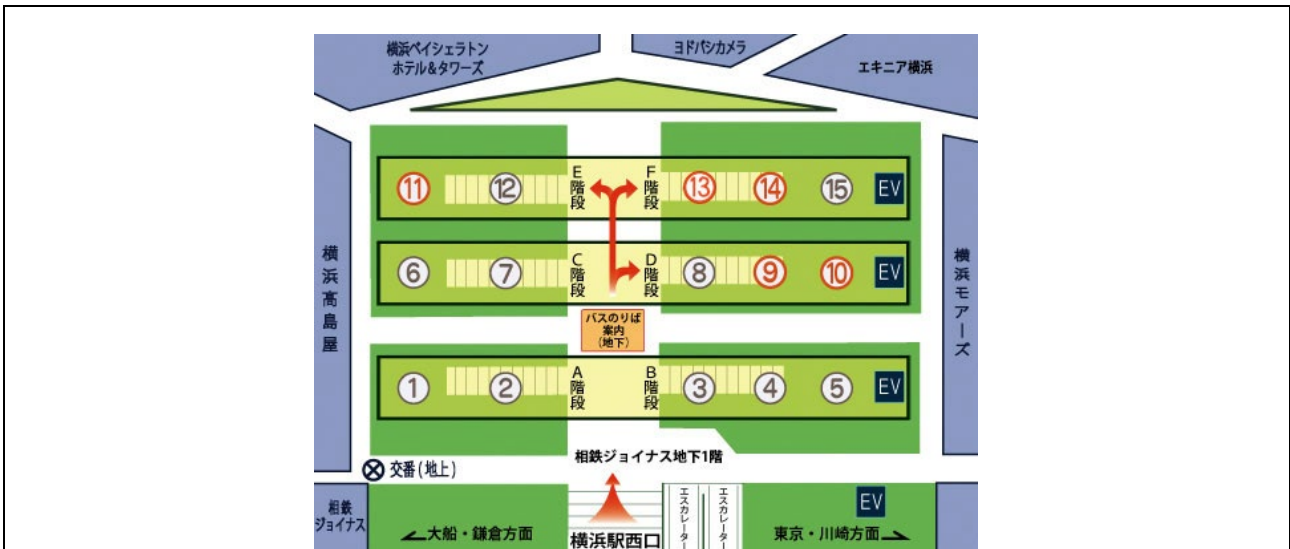 横浜ベイシェラトン
ホテル&タワーズ
ヨドバシカメラ
エキニア横浜
横浜高島屋
横浜モアーズ
⑪
⑫
E階段
F階段
⑬
⑭
⑮
EV
⑥
⑦
C階段
D階段
⑧
⑨
⑩
EV
バスのりば
案内
(地下)
①
②
A階段
B階段
③
④
⑤
EV
相鉄ジョイナス地下1階
交番(地上)
相鉄
ジョイナス
大船・鎌倉方面
横浜駅西口
エスカレーター
エスカレーター
EV
東京・川崎方面